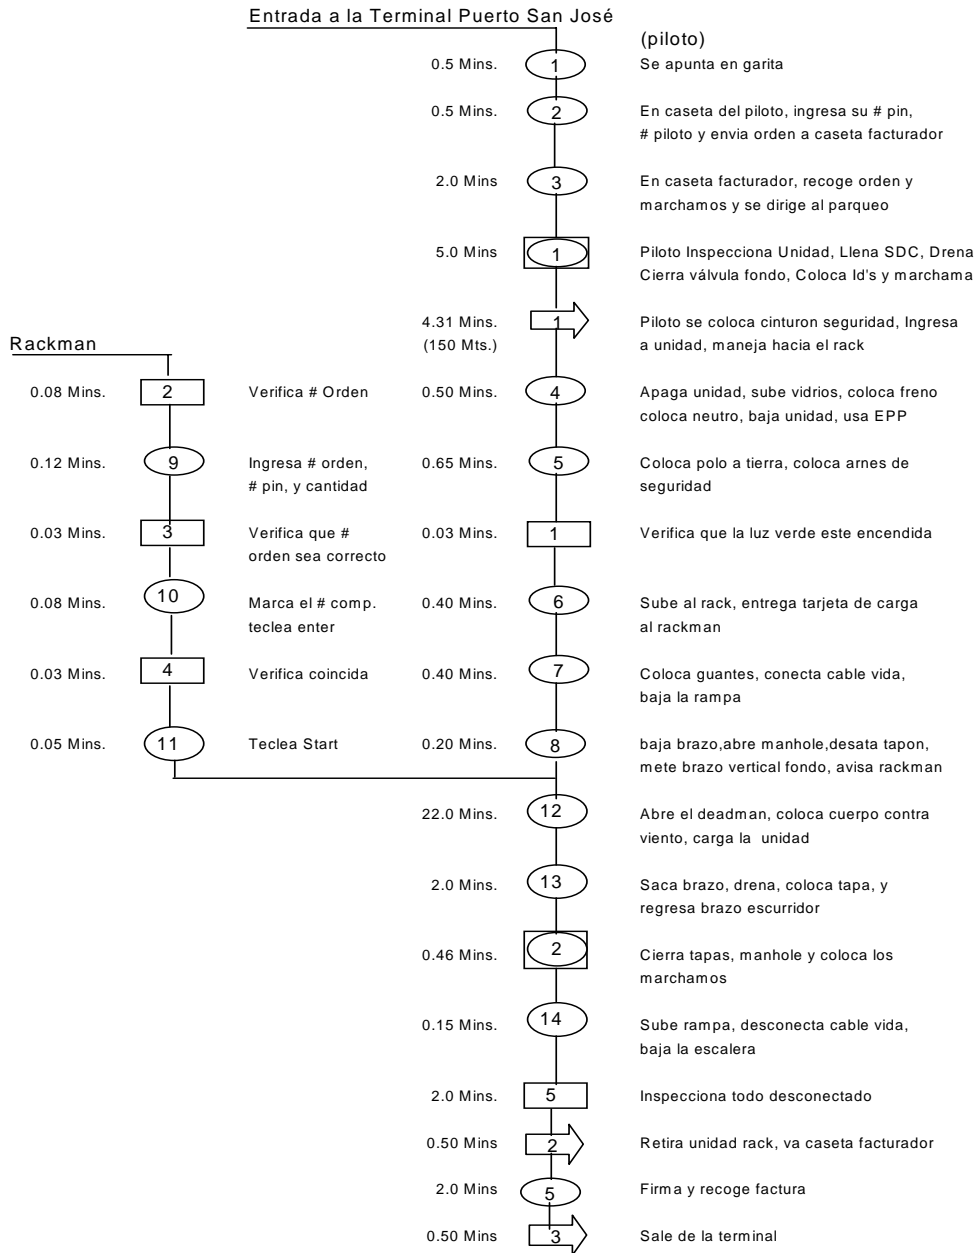 Entrada a la Terminal Puerto San José
(piloto)
0.5 Mins.
1
Se apunta en garita
0.5 Mins.
2
En caseta del piloto, ingresa su # pin,
# piloto y envia orden a caseta facturador
2.0 Mins
3
En caseta facturador, recoge orden y
marchamos y se dirige al parqueo
5.0 Mins
1
Piloto Inspecciona Unidad, Llena SDC, Drena
Cierra válvula fondo, Coloca Id's y marchama
4.31 Mins.
(150 Mts.)
1
Piloto se coloca cinturon seguridad, Ingresa
a unidad, maneja hacia el rack
Rackman
0.08 Mins.
2
Verifica # Orden
0.50 Mins.
4
Apaga unidad, sube vidrios, coloca freno
coloca neutro, baja unidad, usa EPP
0.12 Mins.
9
Ingresa # orden,
# pin, y cantidad
0.65 Mins.
5
Coloca polo a tierra, coloca arnes de
seguridad
0.03 Mins.
3
Verifica que #
orden sea correcto
0.03 Mins.
1
Verifica que la luz verde este encendida
0.08 Mins.
10
Marca el # comp.
teclea enter
0.40 Mins.
6
Sube al rack, entrega tarjeta de carga
al rackman
0.03 Mins.
4
Verifica coincida
0.40 Mins.
7
Coloca guantes, conecta cable vida,
baja la rampa
0.05 Mins.
11
Teclea Start
0.20 Mins.
8
baja brazo,abre manhole,desata tapon,
mete brazo vertical fondo, avisa rackman
22.0 Mins.
12
Abre el deadman, coloca cuerpo contra
viento, carga la unidad
2.0 Mins.
13
Saca brazo, drena, coloca tapa, y
regresa brazo escurridor
0.46 Mins.
2
Cierra tapas, manhole y coloca los
marchamos
0.15 Mins.
14
Sube rampa, desconecta cable vida,
baja la escalera
2.0 Mins.
5
Inspecciona todo desconectado
0.50 Mins
2
Retira unidad rack, va caseta facturador
2.0 Mins
5
Firma y recoge factura
0.50 Mins
3
Sale de la terminal